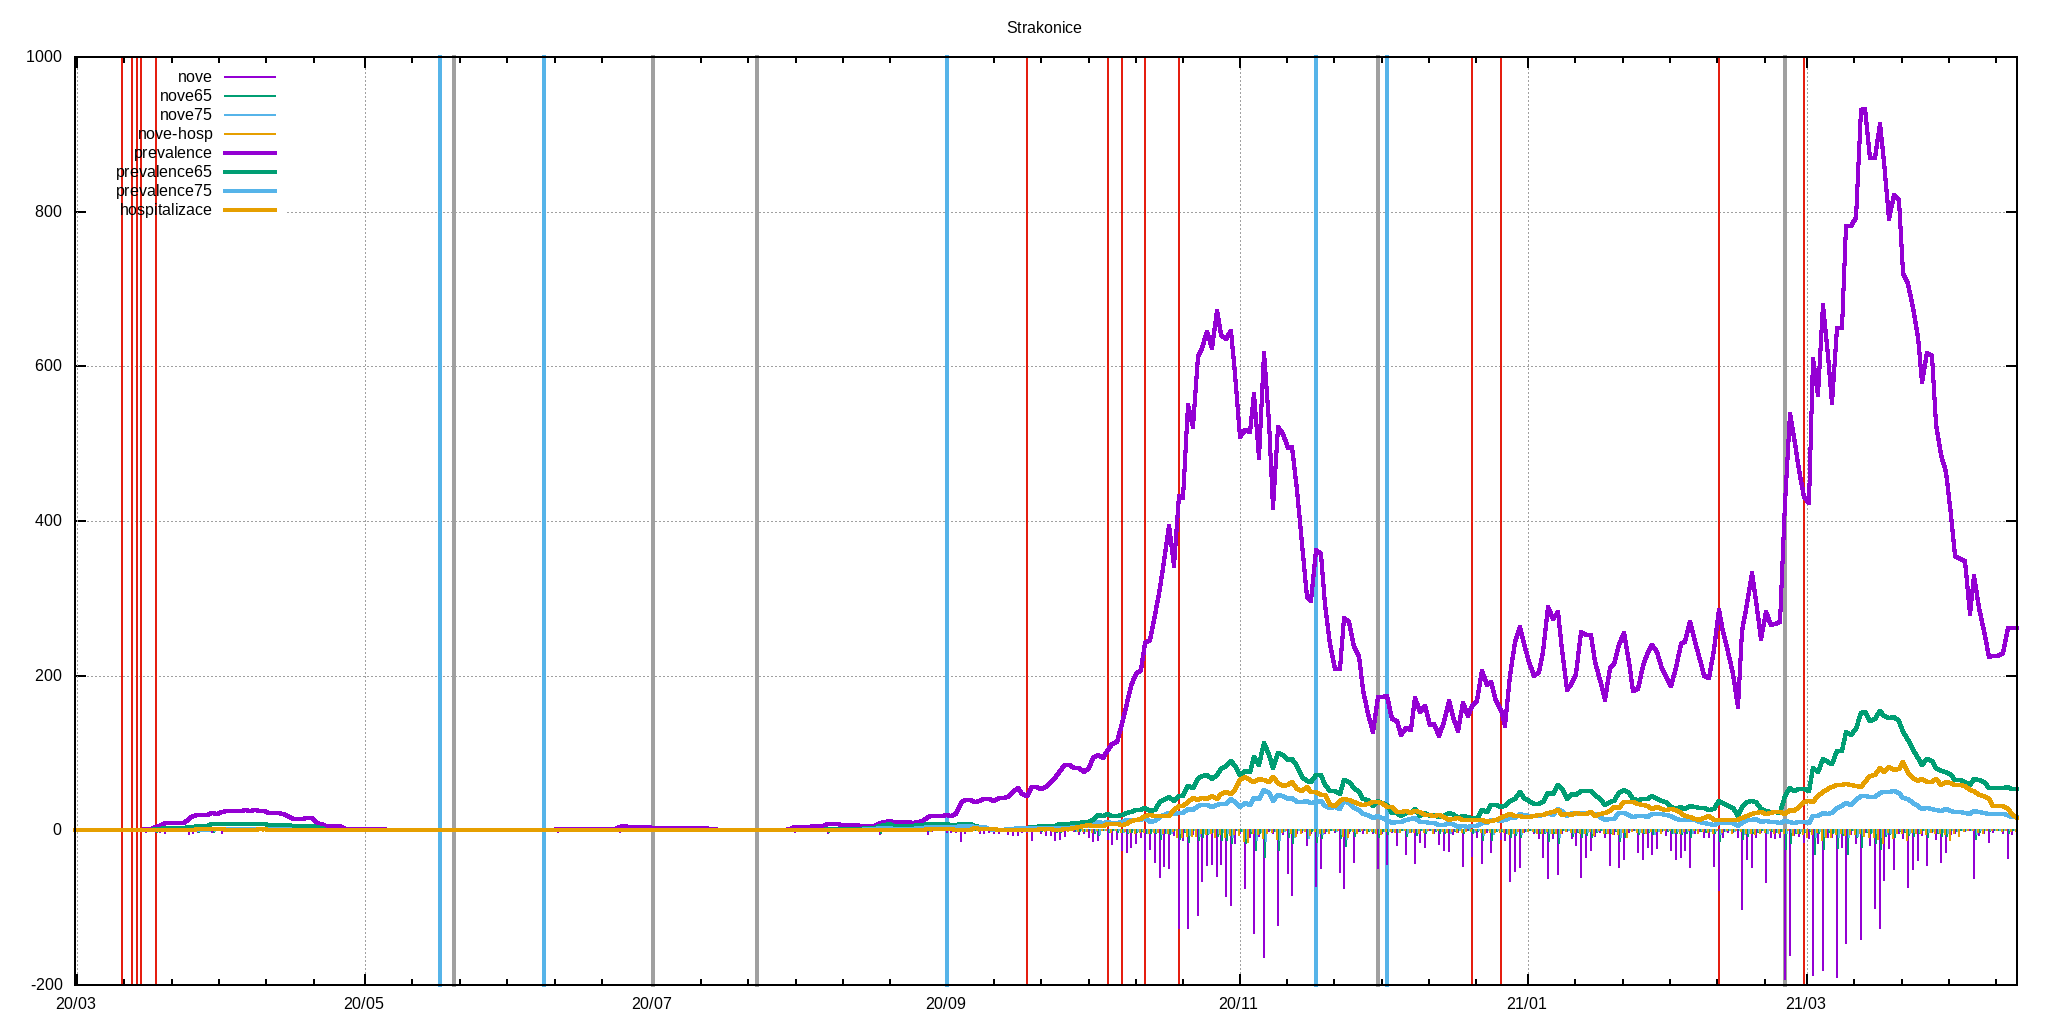 Strakonice
1000
800
600
400
200
0
-200
nove
nove65
nove75
nove-hosp
prevalence
prevalence65
prevalence75
hospitalizace
20/03 20/05 20/07 20/09 20/11 21/01 21/03